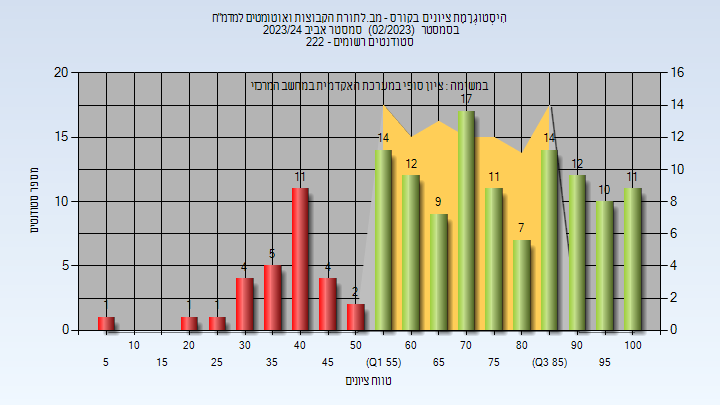 הִיסְטוֹגְרָמַת ציונים בקורס - מב.לתורת הקבוצות ואוטומטים למדמ"ח
בסמסטר (02/2023) סמסטר אביב 2023/24
סטודנטים רשומים - 222
במשימה : ציון סופי במערכת האקדמית במחשב המרכזי
20 16
14
15 12
10
10 8
6
5 4
2
0 0
מספר סטודנטים
1 1 1 4 5 11 4 2 14 12 9 17 11 7 14 12 10 11
10 20 30 40 50 60 70 80 90 100
5 15 25 35 45 (Q1 55) 65 75 (Q3 85) 95
טווח ציונים